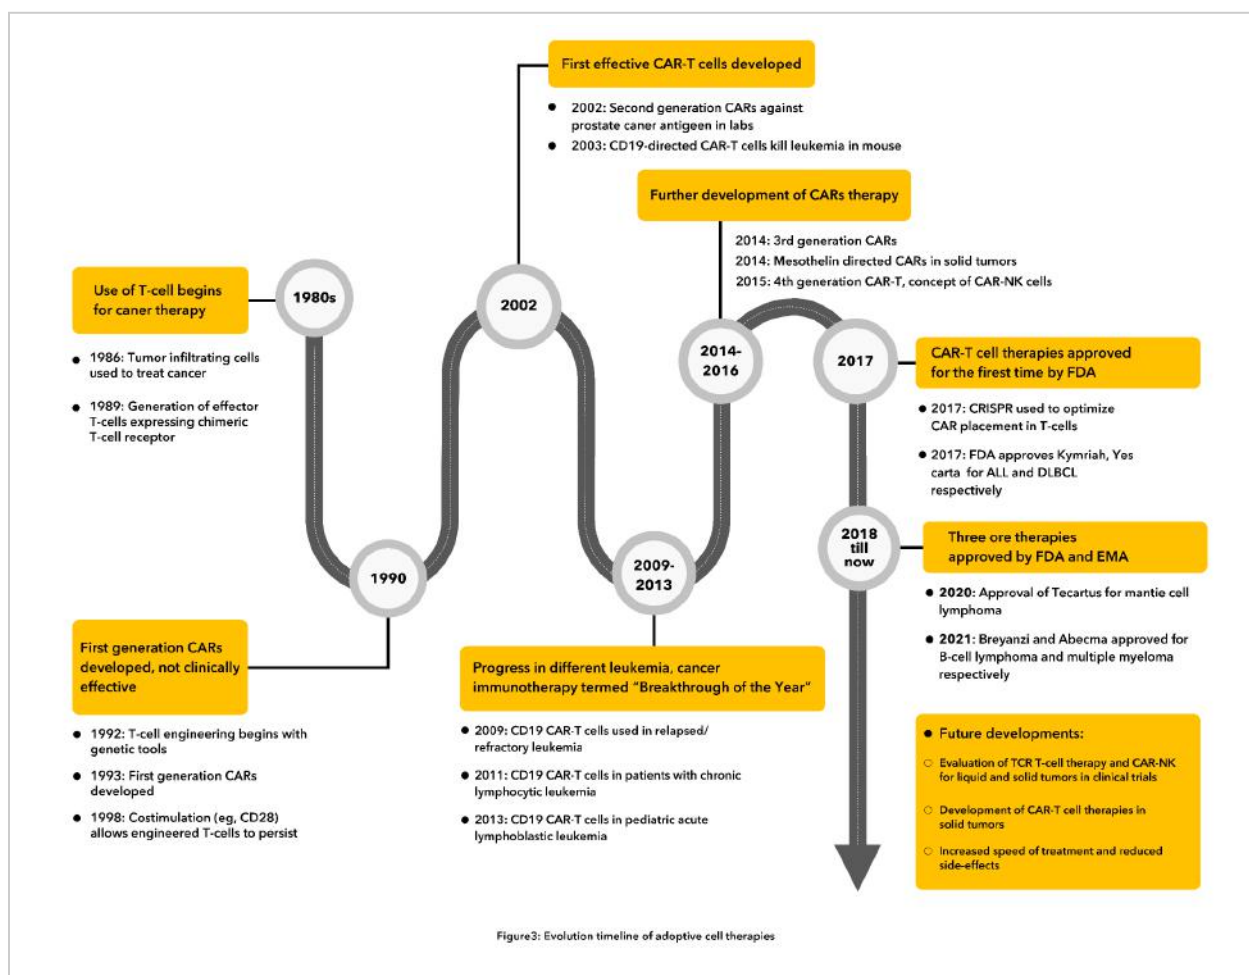 First effective CAR-T cells developed
● 2002: Second generation CARs against
prostate caner antigeen in labs
● 2003: CD19-directed CAR-T cells kill leukemia in mouse
Further development of CARs therapy
2014: 3rd generation CARs
2014: Mesothelin directed CARs in solid tumors
2015: 4th generation CAR-T, concept of CAR-NK cells
Use of T-cell begins
for caner therapy
1980s
2002
2014-
2016
2017
● 1986: Tumor infiltrating cells
used to treat cancer
● 1989: Generation of effector
T-cells expressing chimeric
T-cell receptor
CAR-T cell therapies approved
for the fierest time by FDA
● 2017: CRISPR used to optimize
CAR placement in T-cells
● 2017: FDA approves Kymriah, Yes
carta for ALL and DLBCL
respectively
1990
2009-
2013
2018
till
now
Three ore therapies
approved by FDA and EMA
● 2020: Approval of Tecartus for mantie cell
lymphoma
● 2021: Breyanzi and Abecma approved for
B-cell lymphoma and multiple myeloma
respectively
First generation CARs
developed, not clinically
effective
● 1992: T-cell engineering begins with
genetic tools
● 1993: First generation CARs
developed
● 1998: Costimulation (eg, CD28)
allows engineered T-cells to persist
Progress in different leukemia, cancer
immunotherapy termed “Breakthrough of the Year”
● 2009: CD19 CAR-T cells used in relapsed/
refractory leukemia
● 2011: CD19 CAR-T cells in patients with chronic
lymphocytic leukemia
● 2013: CD19 CAR-T cells in pediatric acute
lymphoblastic leukemia
● Future developments:
○ Evaluation of TCR T-cell therapy and CAR-NK
for liquid and solid tumors in clinical trials
○ Development of CAR-T cell therapies in
solid tumors
○ Increased speed of treatment and reduced
side-effects
Figure3: Evolution timeline of adoptive cell therapies